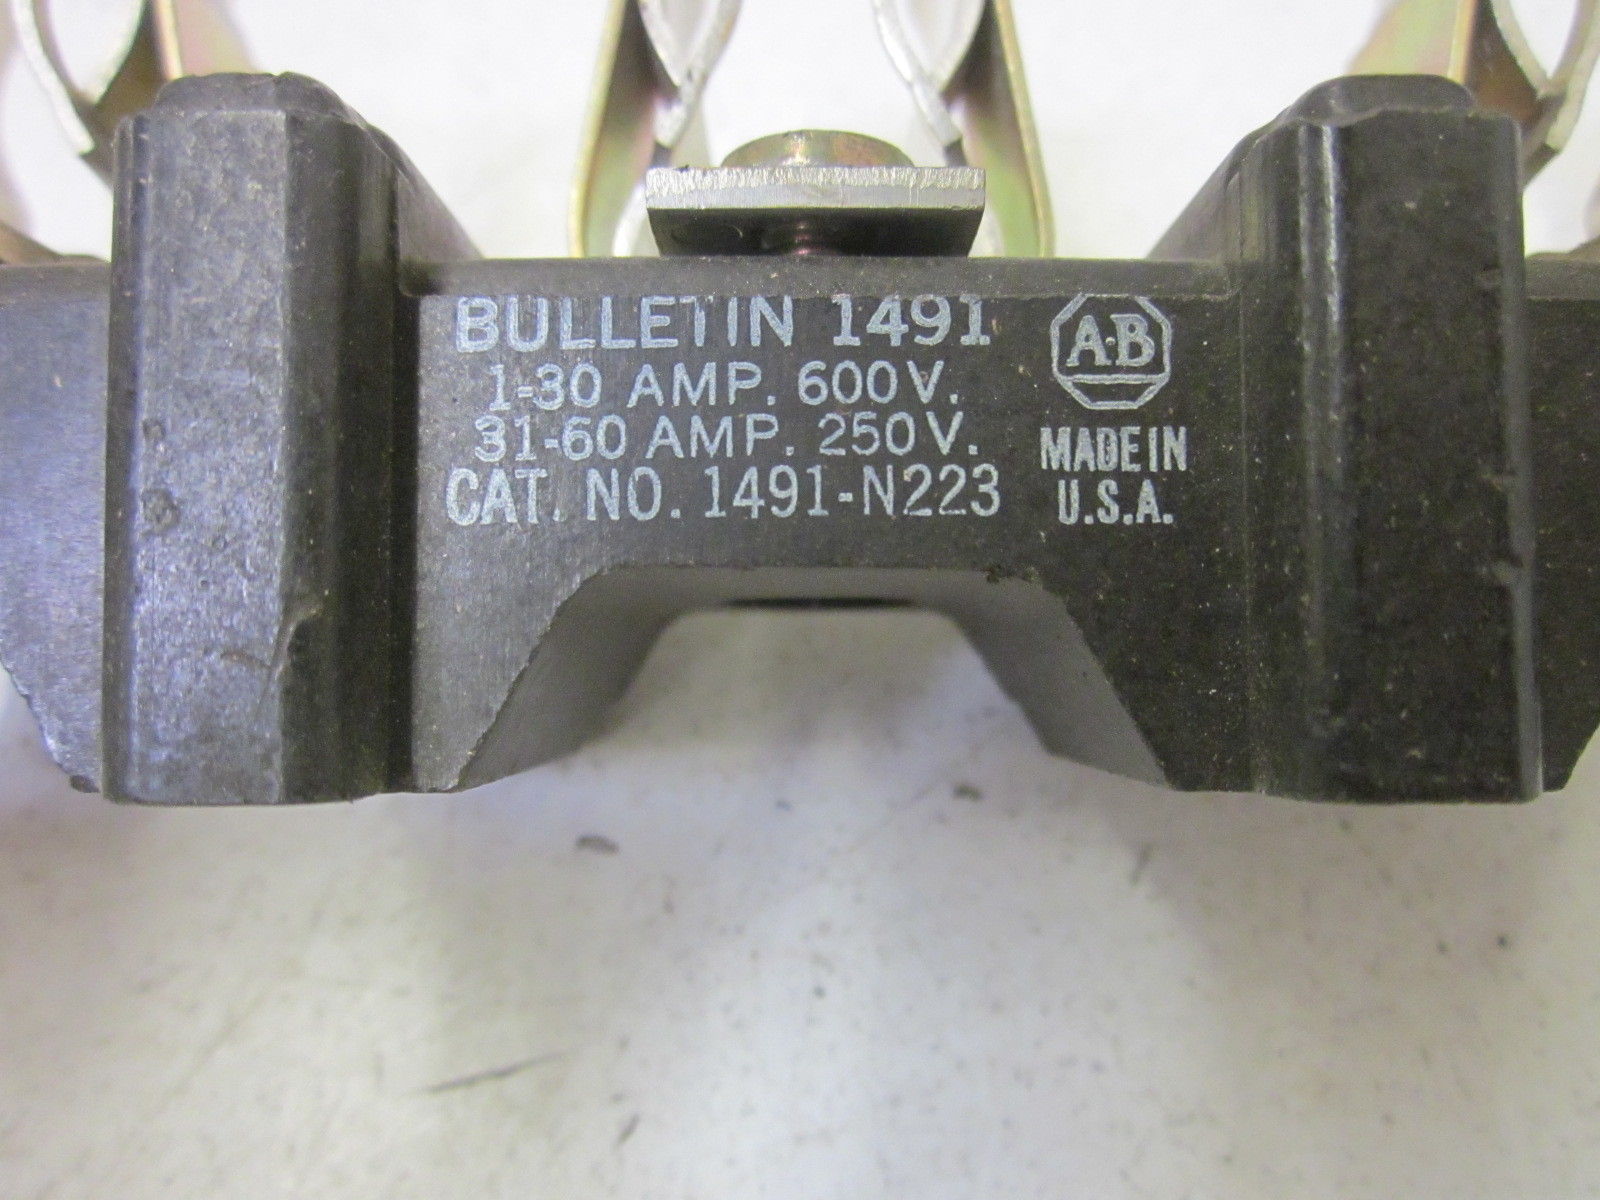 BULLETIN 1491
1-30 AMP. 600V.
31-60 AMP. 250V.
CAT. NO. 1491-N223
A-B
MADE IN
U.S.A.